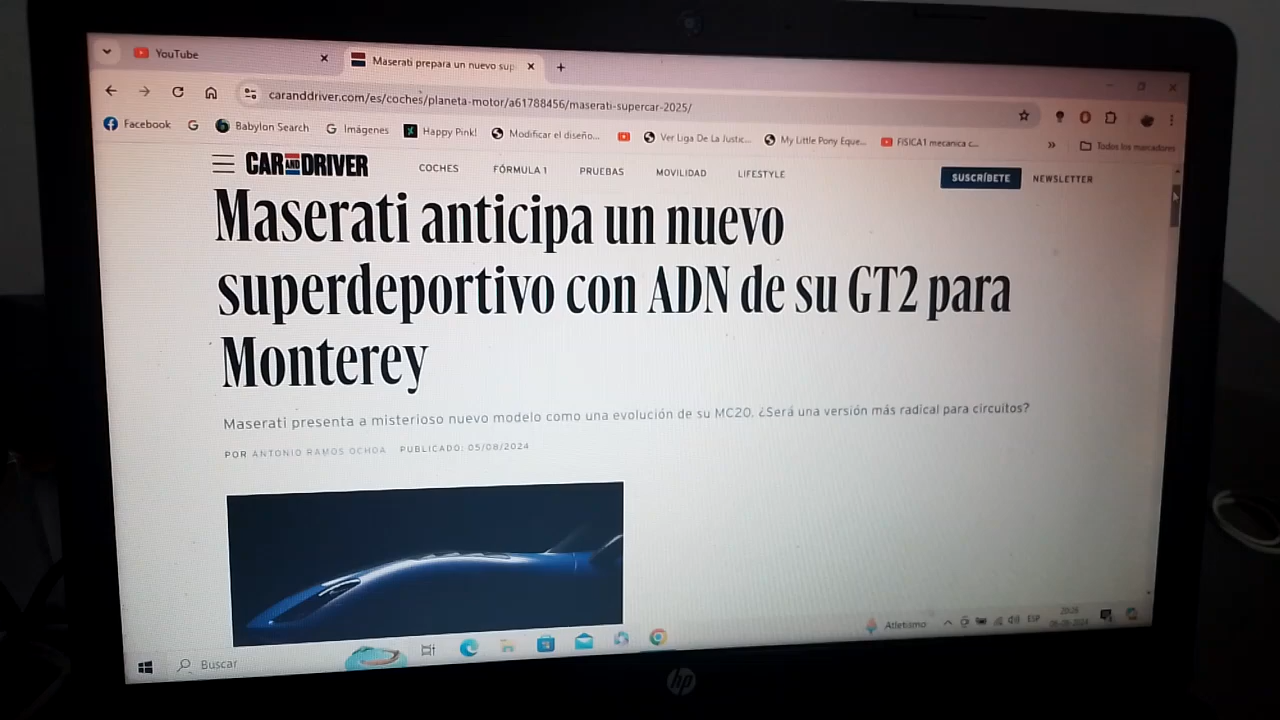 YouTube
Maserati prepara un nuevo sup
caranddriver.com/es/coches/planeta-motor/a61788456/maserati-supercar-2025/
Facebook
Babylon Search
Imágenes
Happy Pink!
Modificar el diseño...
Ver Liga De La Justic...
My Little Pony Eque...
FISICA1 mecanica c...
»
Todos los marcadores
CAR AND DRIVER
COCHES
FÓRMULA 1
PRUEBAS
MOVILIDAD
LIFESTYLE
SUSCRÍBETE
NEWSLETTER
Maserati anticipa un nuevo
superdeportivo con ADN de su GT2 para
Monterey
Maserati presenta a misterioso nuevo modelo como una evolución de su MC20. ¿Será una versión más radical para circuitos?
POR ANTONIO RAMOS OCHOA PUBLICADO: 05/08/2024
Buscar
Atletismo
ESP
hp